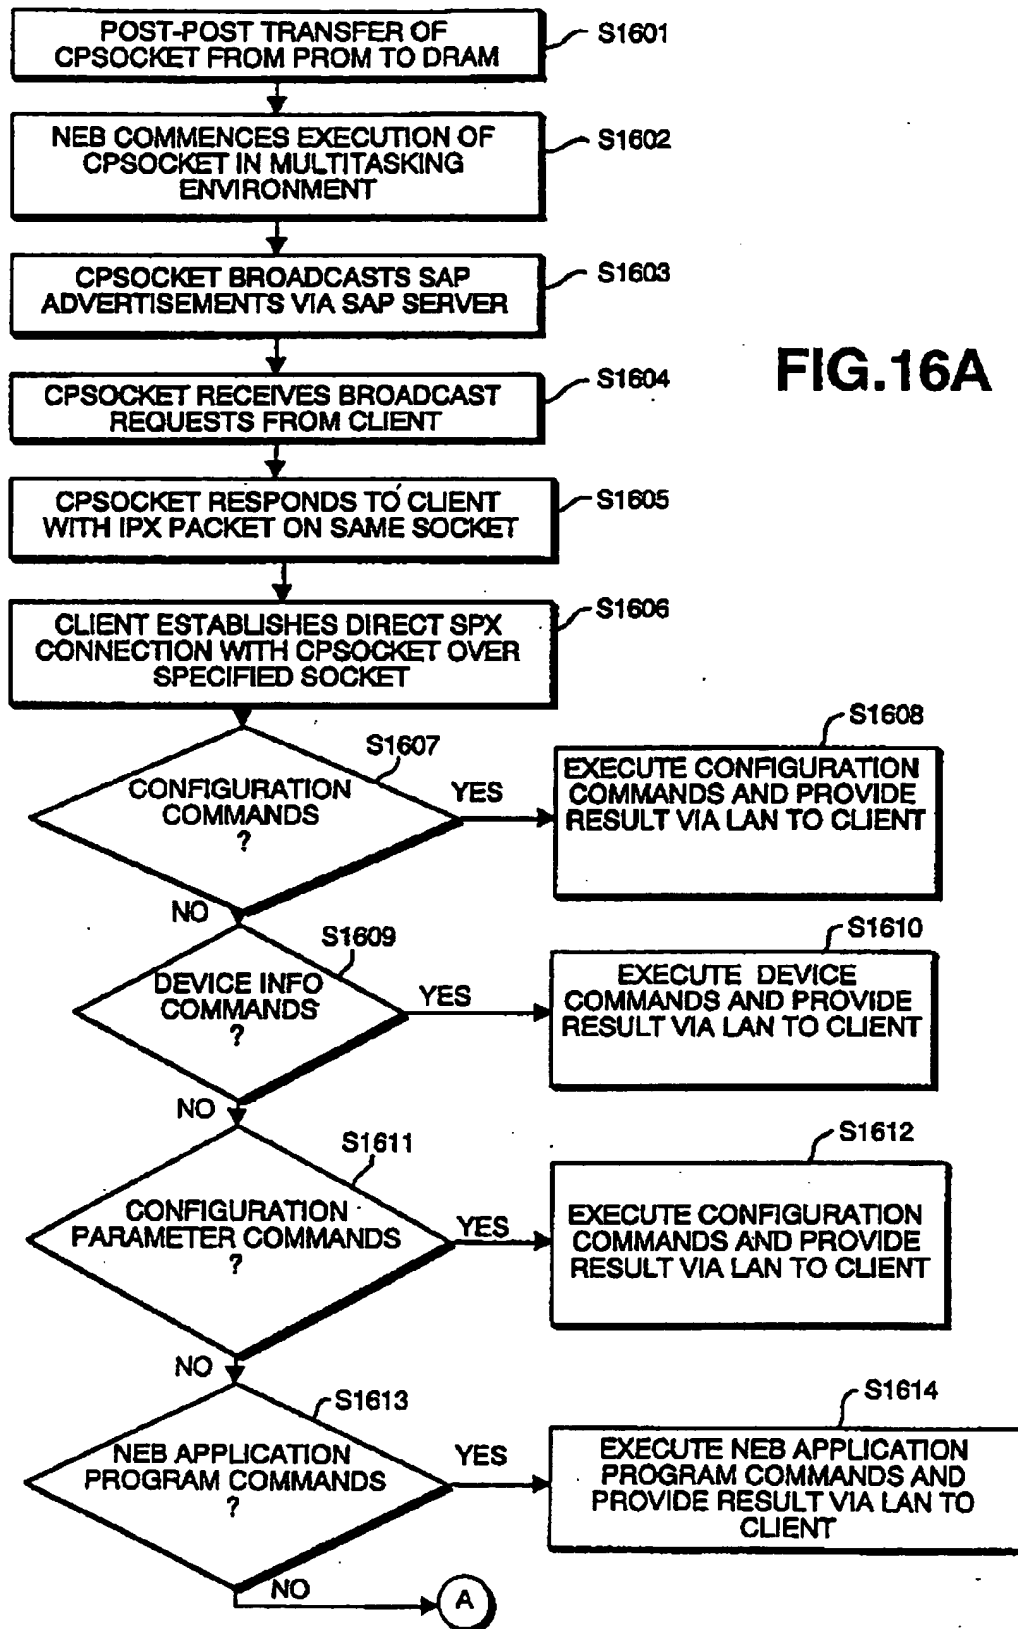 POST-POST TRANSFER OF
CPSOCKET FROM PROM TO DRAM
S1601
NEB COMMENCES EXECUTION OF
CPSOCKET IN MULTITASKING
ENVIRONMENT
S1602
CPSOCKET BROADCASTS SAP
ADVERTISEMENTS VIA SAP SERVER
S1603
FIG.16A
CPSOCKET RECEIVES BROADCAST
REQUESTS FROM CLIENT
S1604
CPSOCKET RESPONDS TO CLIENT
WITH IPX PACKET ON SAME SOCKET
S1605
CLIENT ESTABLISHES DIRECT SPX
CONNECTION WITH CPSOCKET OVER
SPECIFIED SOCKET
S1606
S1607
CONFIGURATION
COMMANDS
?
YES
NO
S1608
EXECUTE CONFIGURATION
COMMANDS AND PROVIDE
RESULT VIA LAN TO CLIENT
S1609
DEVICE INFO
COMMANDS
?
YES
NO
S1610
EXECUTE DEVICE
COMMANDS AND PROVIDE
RESULT VIA LAN TO CLIENT
S1611
CONFIGURATION
PARAMETER COMMANDS
?
YES
NO
S1612
EXECUTE CONFIGURATION
COMMANDS AND PROVIDE
RESULT VIA LAN TO CLIENT
S1613
NEB APPLICATION
PROGRAM COMMANDS
?
YES
NO
S1614
EXECUTE NEB APPLICATION
PROGRAM COMMANDS AND
PROVIDE RESULT VIA LAN TO
CLIENT
A